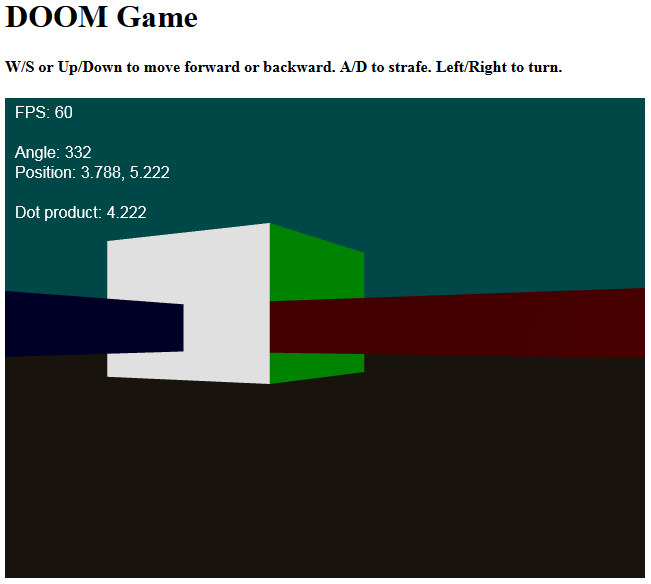 DOOM Game
W/S or Up/Down to move forward or backward. A/D to strafe. Left/Right to turn.
FPS: 60
Angle: 332
Position: 3.788, 5.222
Dot product: 4.222